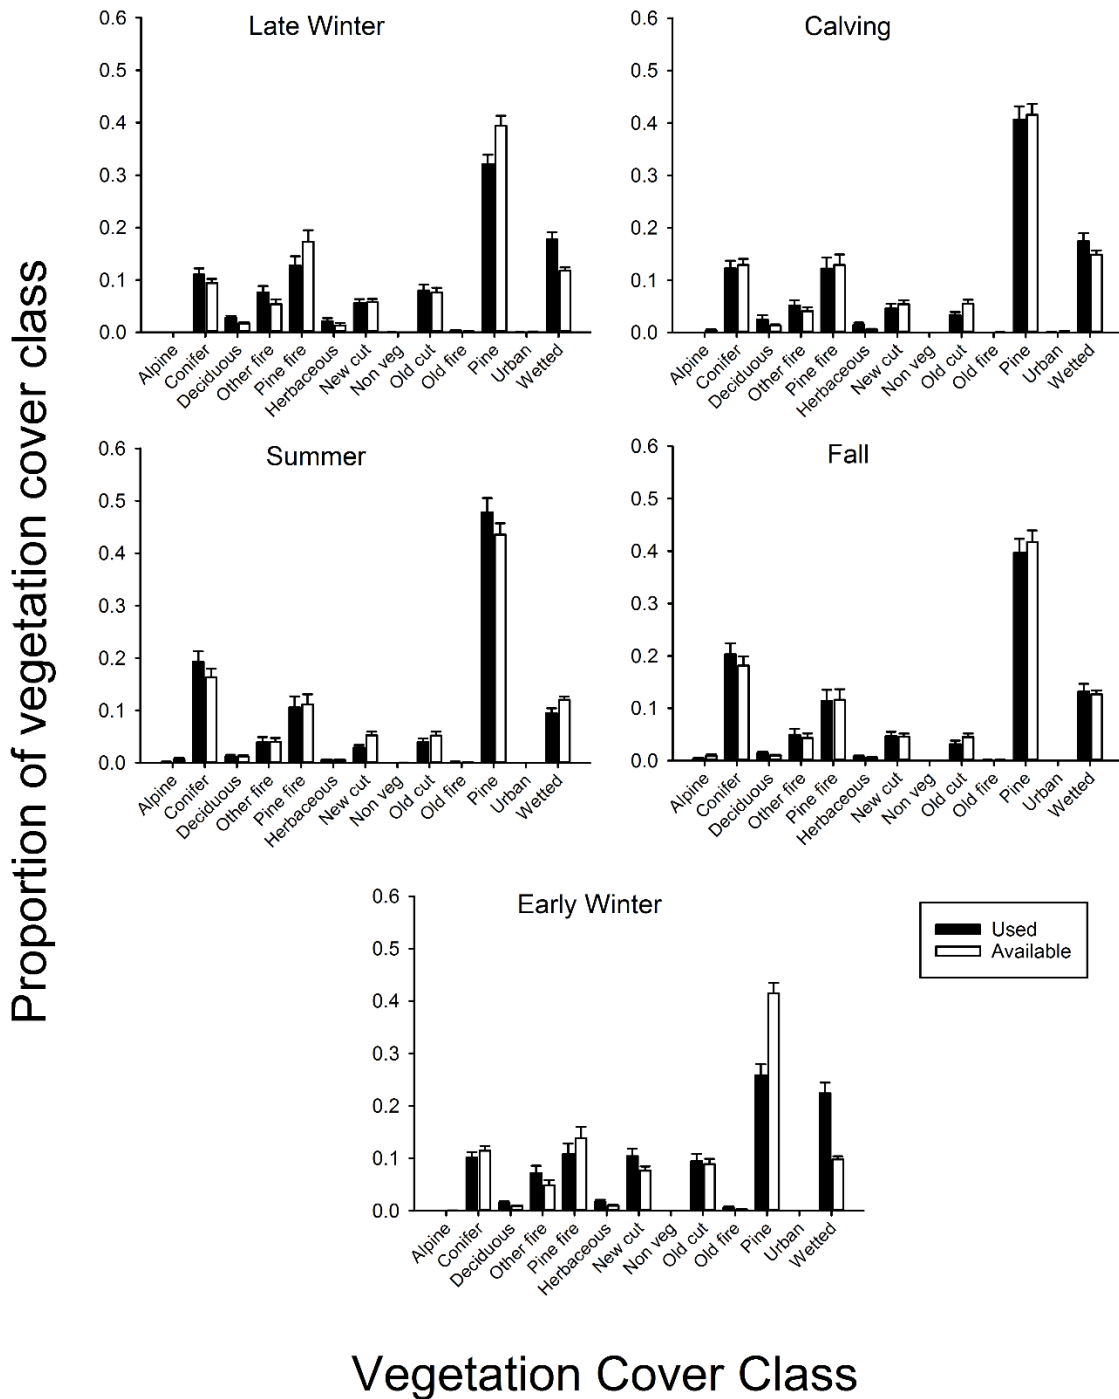 Proportion of vegetation cover class
Late Winter
0.6
0.5
0.4
0.3
0.2
0.1
0.0
Alpine
Conifer
Deciduous
Other fire
Pine fire
Herbaceous
New cut
Non veg
Old cut
Old fire
Pine
Urban
Wetted
Calving
0.6
0.5
0.4
0.3
0.2
0.1
0.0
Alpine
Conifer
Deciduous
Other fire
Pine fire
Herbaceous
New cut
Non veg
Old cut
Old fire
Pine
Urban
Wetted
Summer
0.6
0.5
0.4
0.3
0.2
0.1
0.0
Alpine
Conifer
Deciduous
Other fire
Pine fire
Herbaceous
New cut
Non veg
Old cut
Old fire
Pine
Urban
Wetted
Fall
0.6
0.5
0.4
0.3
0.2
0.1
0.0
Alpine
Conifer
Deciduous
Other fire
Pine fire
Herbaceous
New cut
Non veg
Old cut
Old fire
Pine
Urban
Wetted
Early Winter
0.6
0.5
0.4
0.3
0.2
0.1
0.0
Alpine
Conifer
Deciduous
Other fire
Pine fire
Herbaceous
New cut
Non veg
Old cut
Old fire
Pine
Urban
Wetted
Used
Available
Vegetation Cover Class